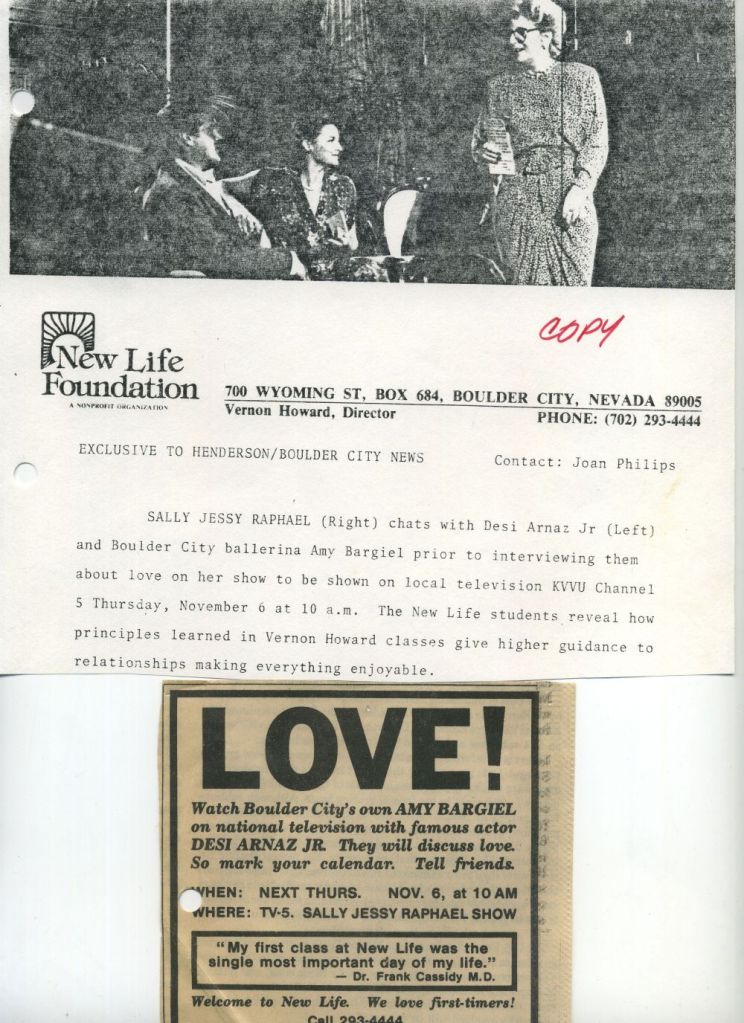 COPY
New Life
Foundation
A NONPROFIT ORGANIZATION
700 WYOMING ST, BOX 684, BOULDER CITY, NEVADA 89005
Vernon Howard, Director PHONE: (702) 293-4444
EXCLUSIVE TO HENDERSON/BOULDER CITY NEWS Contact: Joan Philips
SALLY JESSY RAPHAEL (Right) chats with Desi Arnaz Jr (Left)
and Boulder City ballerina Amy Bargiel prior to interviewing them
about love on her show to be shown on local television KVVU Channel
5 Thursday, November 6 at 10 a.m. The New Life students reveal how
principles learned in Vernon Howard classes give higher guidance to
relationships making everything enjoyable.
LOVE!
Watch Boulder City's own AMY BARGIEL
on national television with famous actor
DESI ARNAZ JR. They will discuss love.
So mark your calendar. Tell friends.
WHEN: NEXT THURS. NOV. 6, at 10 AM
WHERE: TV-5. SALLY JESSY RAPHAEL SHOW
"My first class at New Life was the
single most important day of my life."
— Dr. Frank Cassidy M.D.
Welcome to New Life. We love first-timers!
Call 293-4444